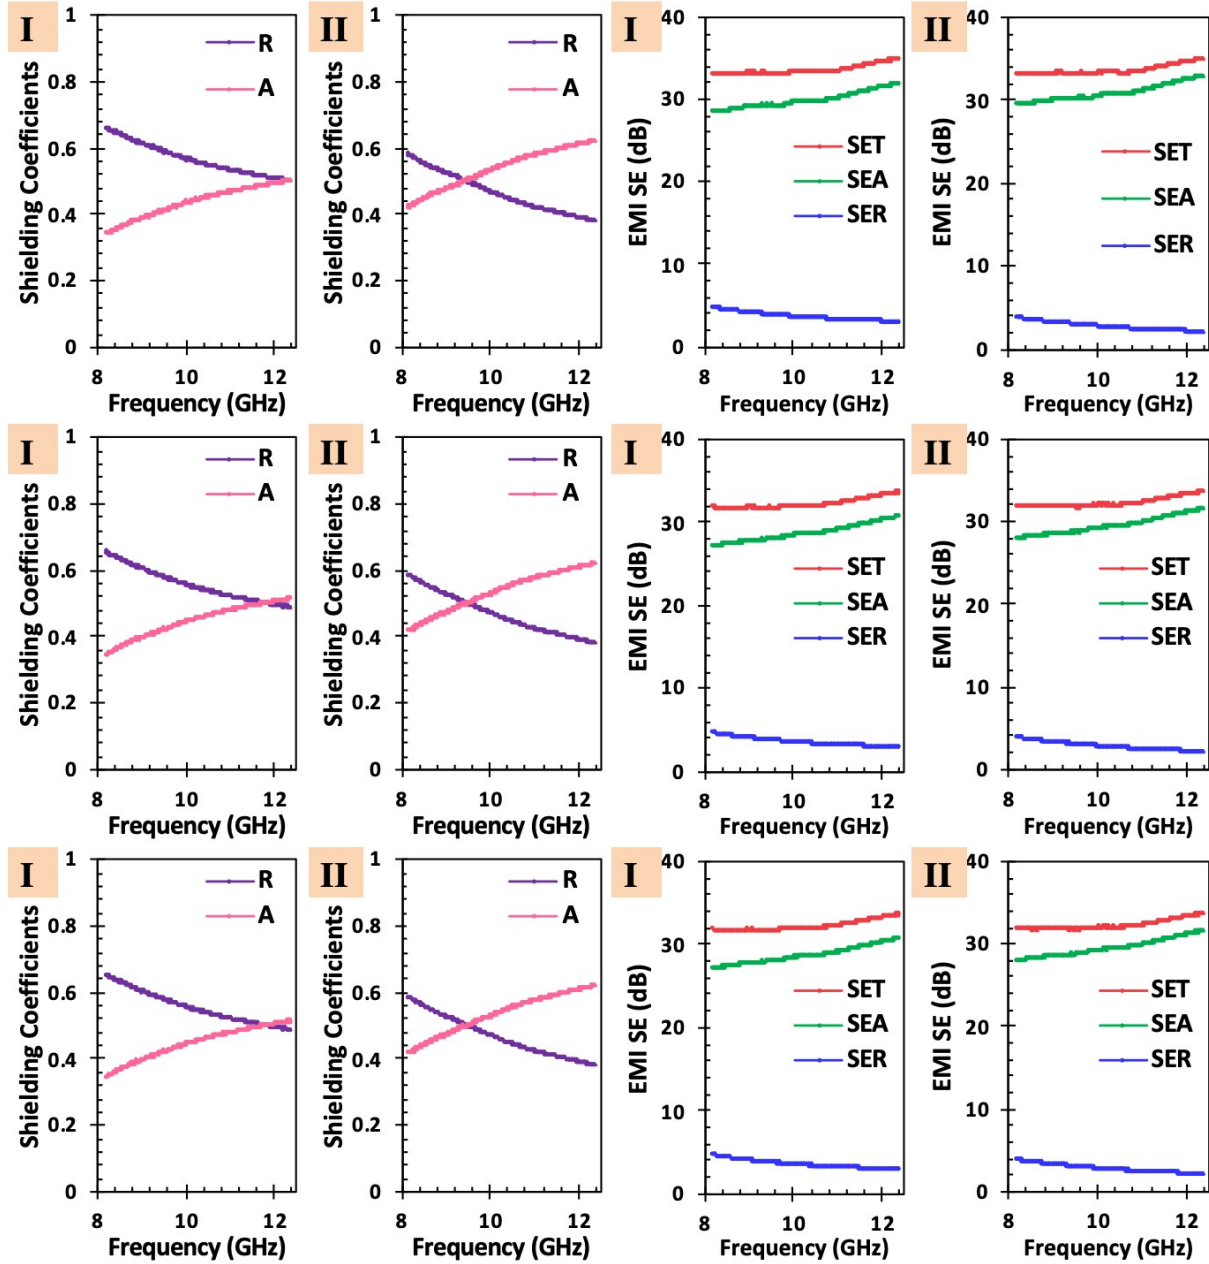 I
Shielding Coefficients
1
0.8
0.6
0.4
0.2
0
R
A
8
10
12
Frequency (GHz)
II
Shielding Coefficients
1
0.8
0.6
0.4
0.2
0
R
A
8
10
12
Frequency (GHz)
I
EMI SE (dB)
40
30
20
10
0
SET
SEA
SER
8
10
12
Frequency (GHz)
II
EMI SE (dB)
40
30
20
10
0
SET
SEA
SER
8
10
12
Frequency (GHz)
I
Shielding Coefficients
1
0.8
0.6
0.4
0.2
0
R
A
8
10
12
Frequency (GHz)
II
Shielding Coefficients
1
0.8
0.6
0.4
0.2
0
R
A
8
10
12
Frequency (GHz)
I
EMI SE (dB)
40
30
20
10
0
SET
SEA
SER
8
10
12
Frequency (GHz)
II
EMI SE (dB)
40
30
20
10
0
SET
SEA
SER
8
10
12
Frequency (GHz)
I
Shielding Coefficients
1
0.8
0.6
0.4
0.2
0
R
A
8
10
12
Frequency (GHz)
II
Shielding Coefficients
1
0.8
0.6
0.4
0.2
0
R
A
8
10
12
Frequency (GHz)
I
EMI SE (dB)
40
30
20
10
0
SET
SEA
SER
8
10
12
Frequency (GHz)
II
EMI SE (dB)
40
30
20
10
0
SET
SEA
SER
8
10
12
Frequency (GHz)